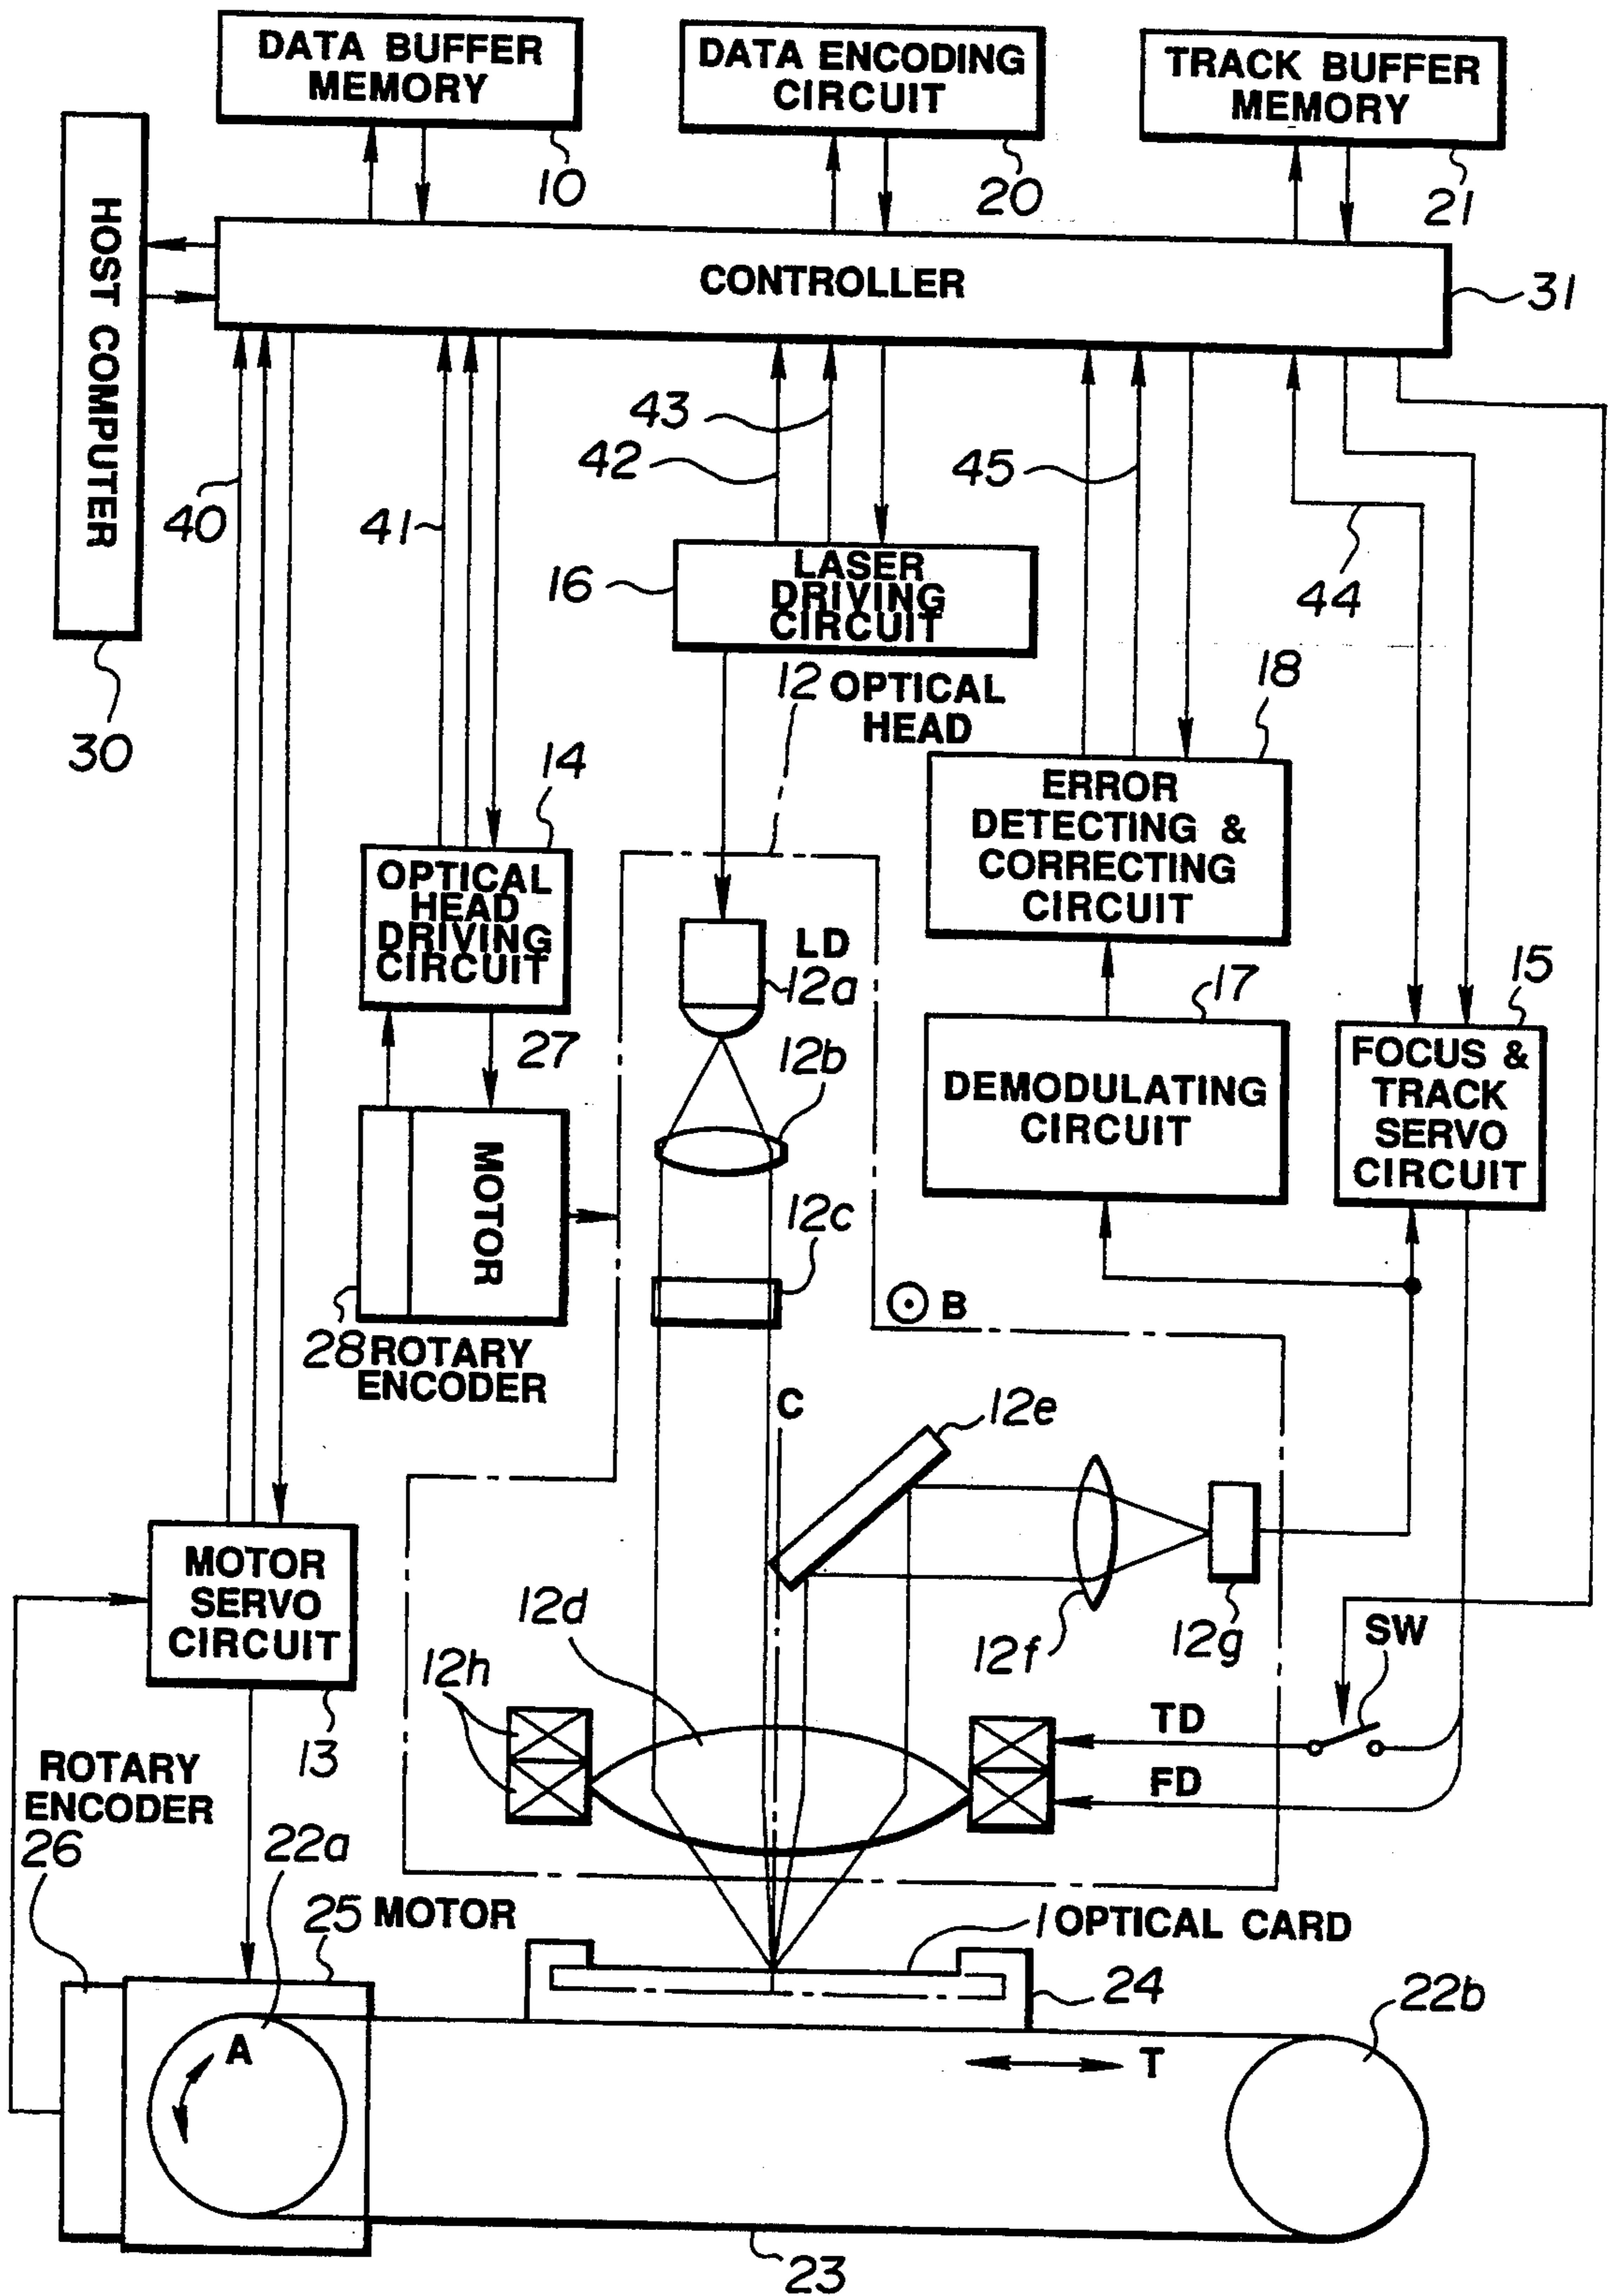 DATA BUFFER
MEMORY
10
DATA ENCODING
CIRCUIT
20
TRACK BUFFER
MEMORY
21
HOST COMPUTER
30
CONTROLLER
31
40
41
42
43
45
44
16
LASER
DRIVING
CIRCUIT
12 OPTICAL
HEAD
18
ERROR
DETECTING &
CORRECTING
CIRCUIT
14
OPTICAL
HEAD
DRIVING
CIRCUIT
LD
12a
17
DEMODULATING
CIRCUIT
15
FOCUS &
TRACK
SERVO
CIRCUIT
27
MOTOR
28 ROTARY
ENCODER
12b
12c
B
C
12e
12f
12g
12d
12h
SW
TD
FD
MOTOR
SERVO
CIRCUIT
13
ROTARY
ENCODER
26
22a
25 MOTOR
A
1 OPTICAL CARD
24
22b
T
23